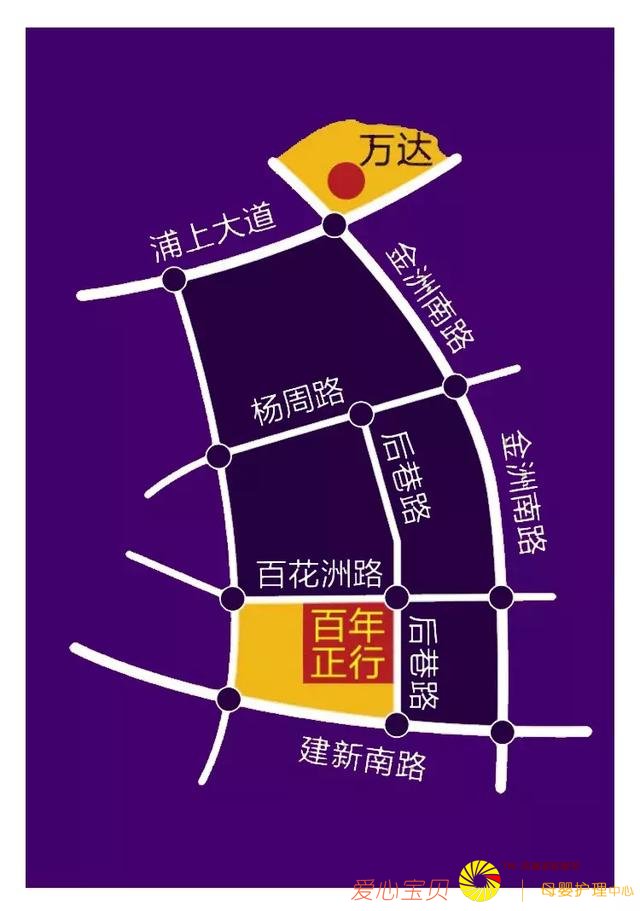 万达
浦上大道
金洲南路
杨周路
后巷路
金洲南路
百花洲路
百年
正行
后巷路
建新南路
爱心宝贝
母婴护理中心